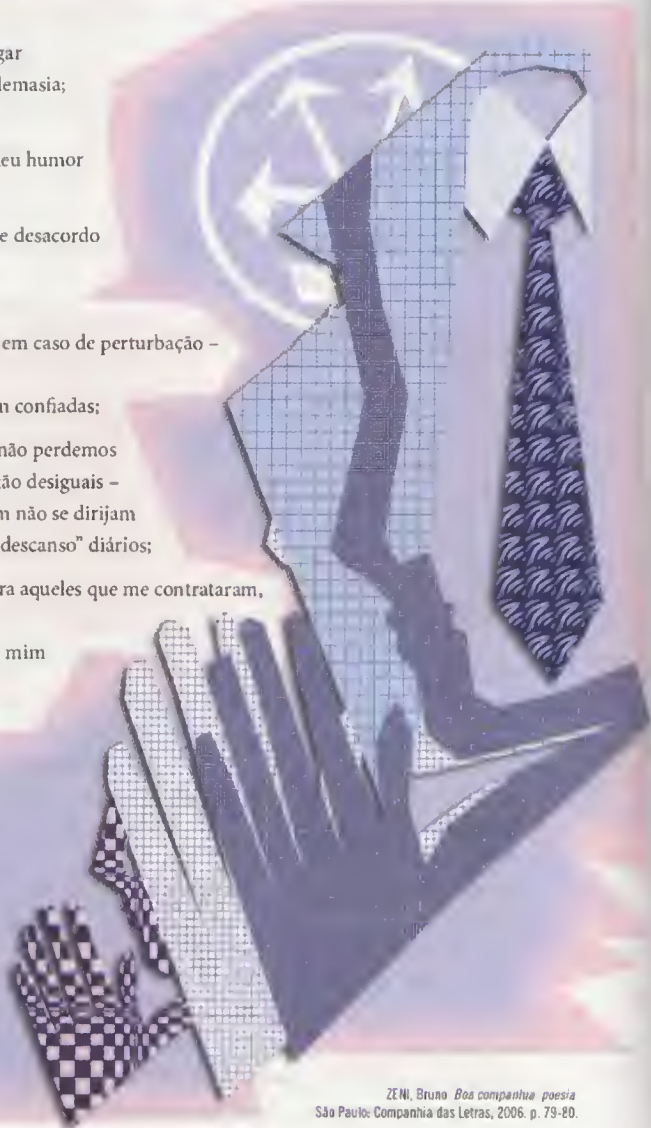 gar
demasia;
eu humor
e desacordo
em caso de perturbação –
n confiadas;
não perdemos
ão desiguais –
m não se dirijam
descanso" diários;
ra aqueles que me contrataram,
mim
ZENI, Bruno Boa companhia poesia
São Paulo: Companhia das Letras, 2006. p. 79-80.